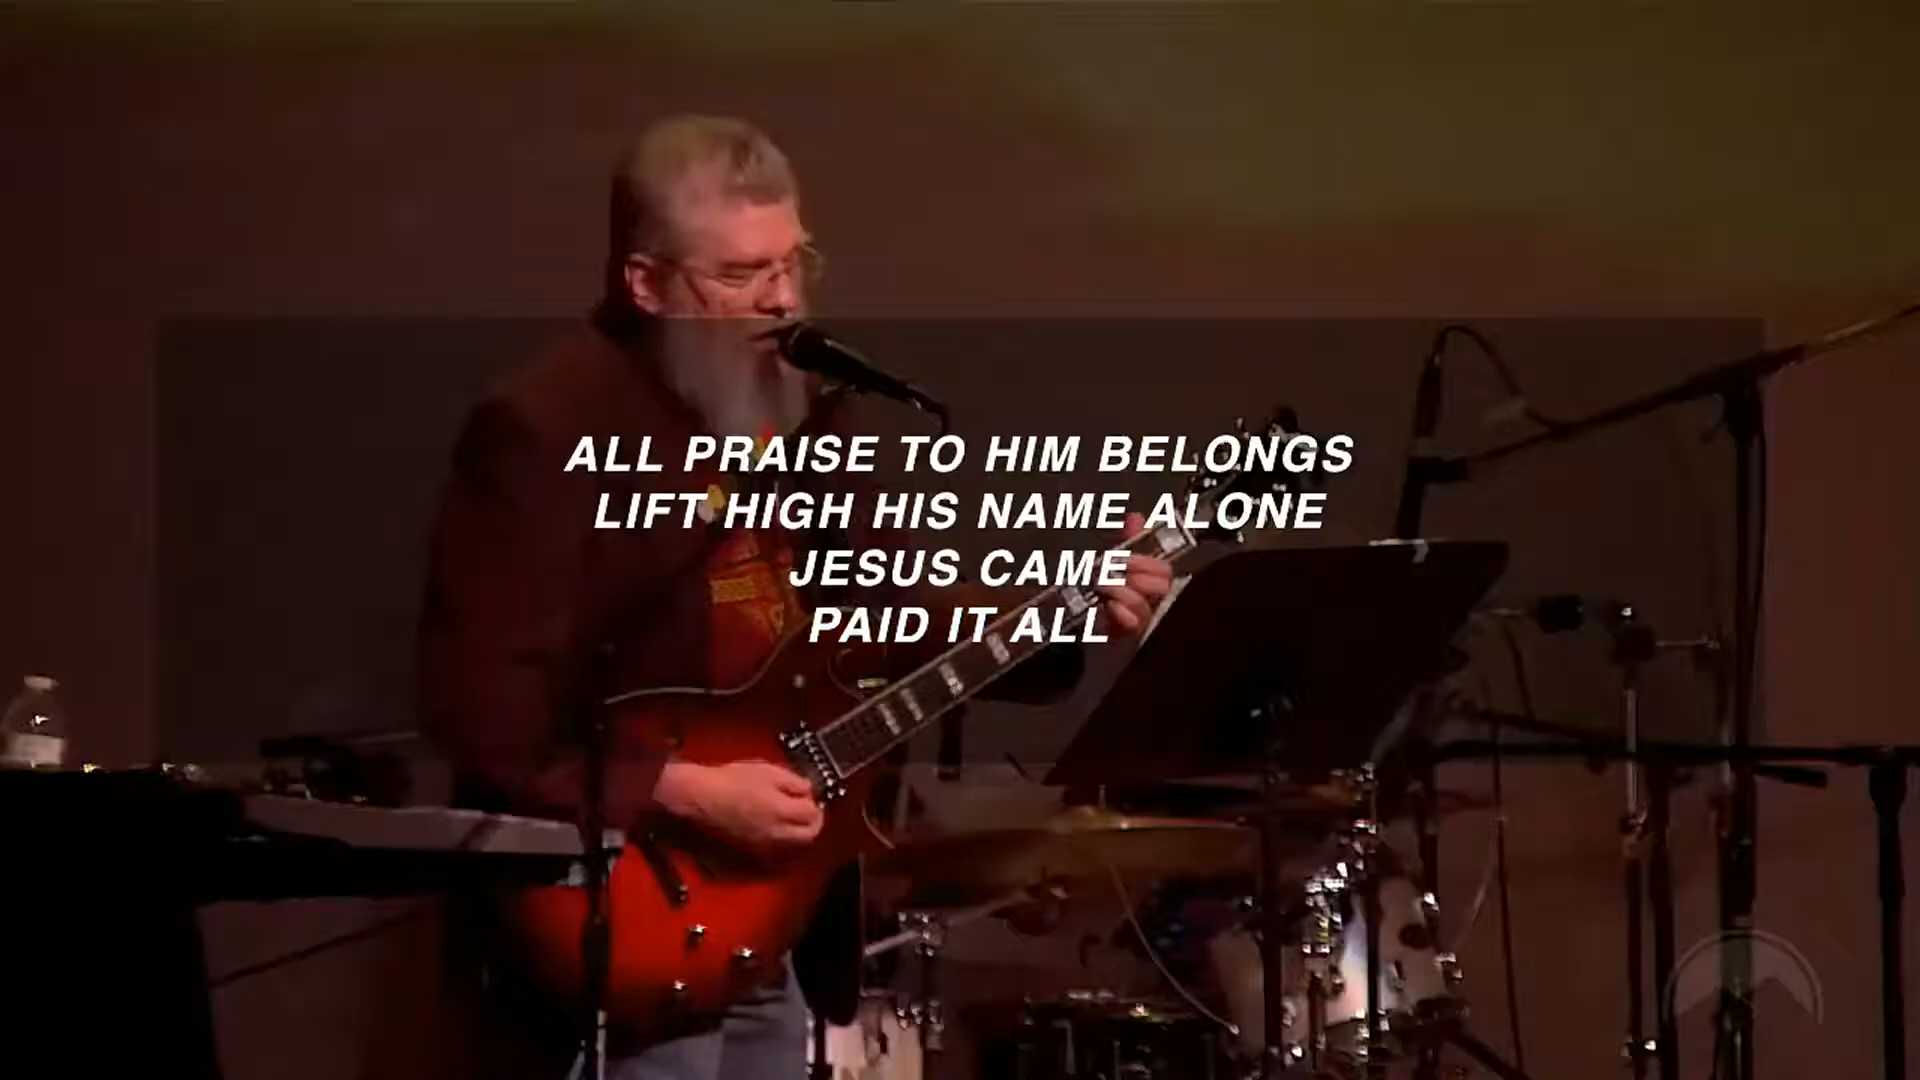 ALL PRAISE TO HIM BELONGS
LIFT HIGH HIS NAME ALONE
JESUS CAME
PAID IT ALL